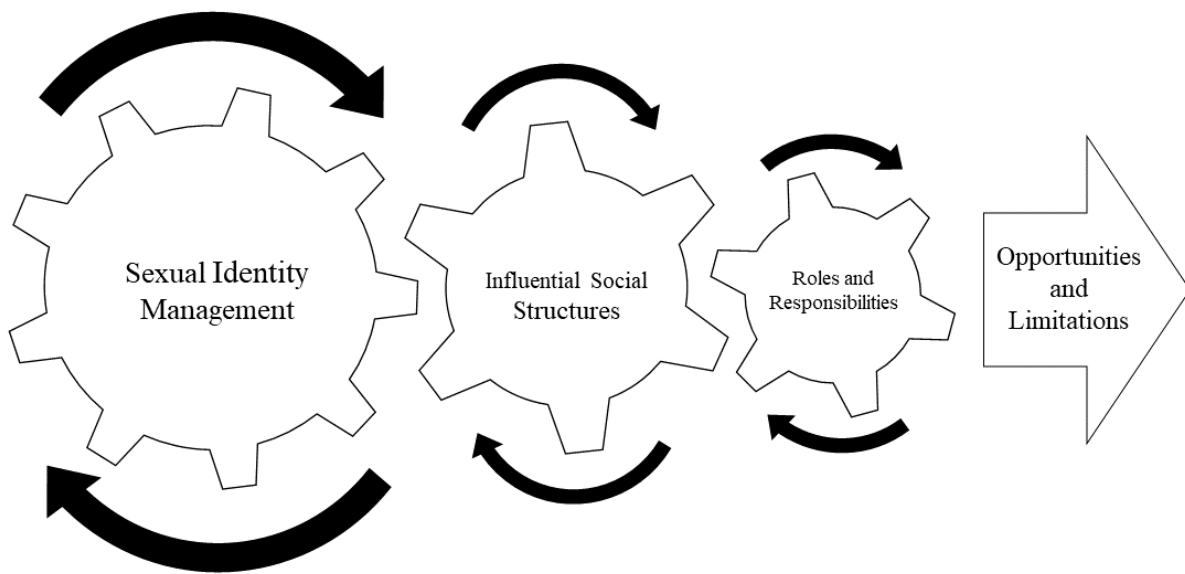 Sexual Identity
Management
Influential Social
Structures
Roles and
Responsibilities
Opportunities
and
Limitations